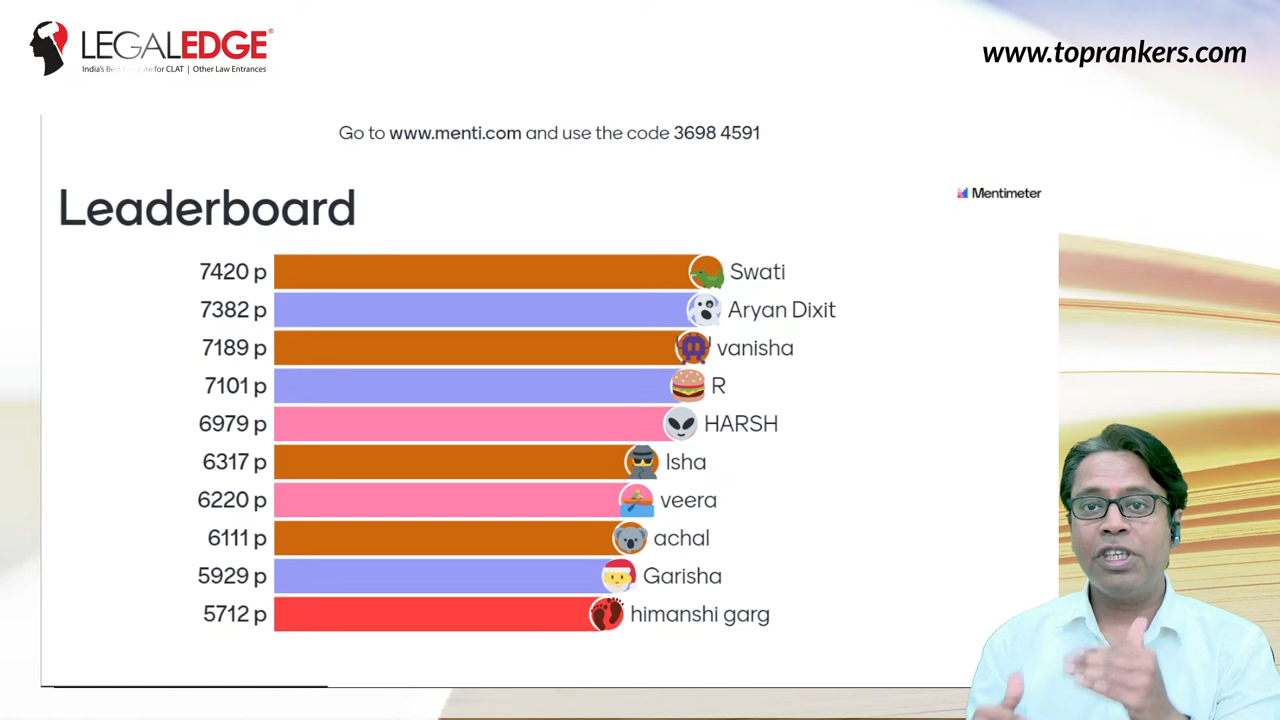 LEGALEDGE®
India's Best Institute for CLAT | Other Law Entrances
www.toprankers.com
Go to www.menti.com and use the code 3698 4591
Leaderboard
Mentimeter
7420 p Swati
7382 p Aryan Dixit
7189 p vanisha
7101 p R
6979 p HARSH
6317 p Isha
6220 p veera
6111 p achal
5929 p Garisha
5712 p himanshi garg